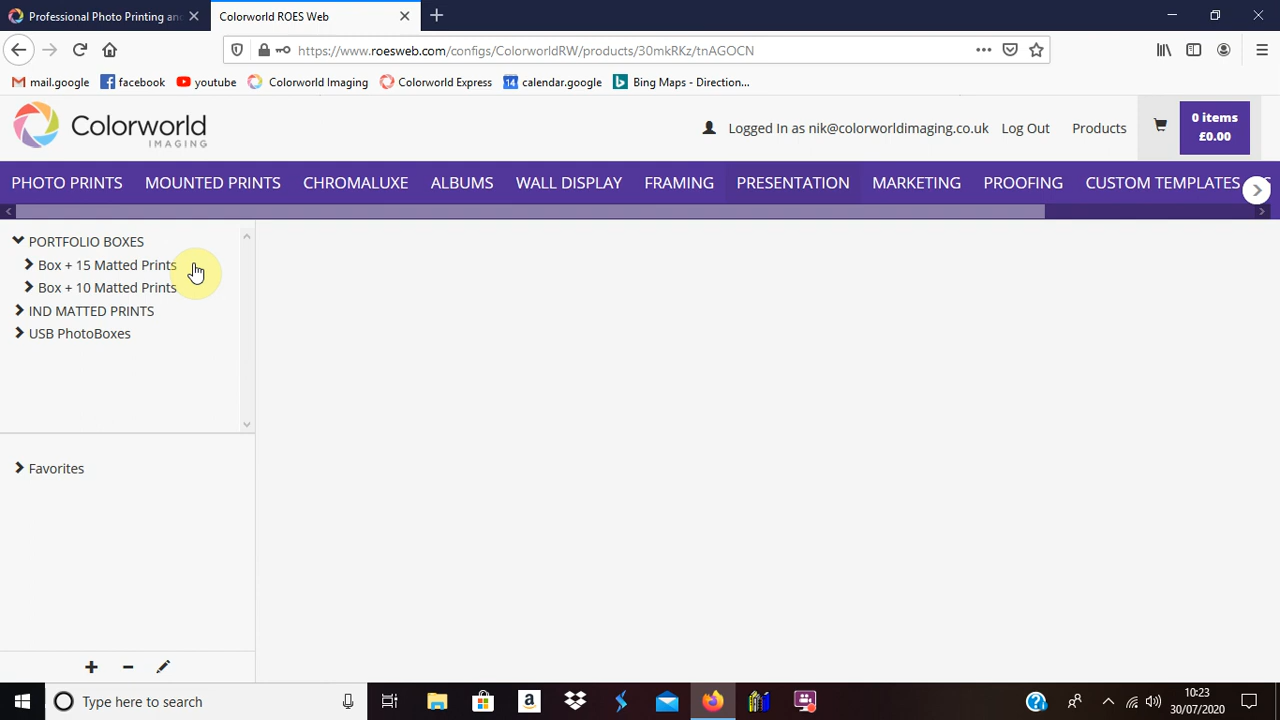 Professional Photo Printing and
Colorworld ROES Web
https://www.roesweb.com/configs/ColorworldRW/products/30mkRKz/tnAGOCN
mail.google
facebook
youtube
Colorworld Imaging
Colorworld Express
14 calendar.google
Bing Maps - Direction...
Colorworld
IMAGING
Logged In as nik@colorworldimaging.co.uk
Log Out
Products
0 items
£0.00
PHOTO PRINTS
MOUNTED PRINTS
CHROMALUXE
ALBUMS
WALL DISPLAY
FRAMING
PRESENTATION
MARKETING
PROOFING
CUSTOM TEMPLATES
PORTFOLIO BOXES
Box + 15 Matted Prints
Box + 10 Matted Prints
IND MATTED PRINTS
USB PhotoBoxes
Favorites
Type here to search
10:23
30/07/2020